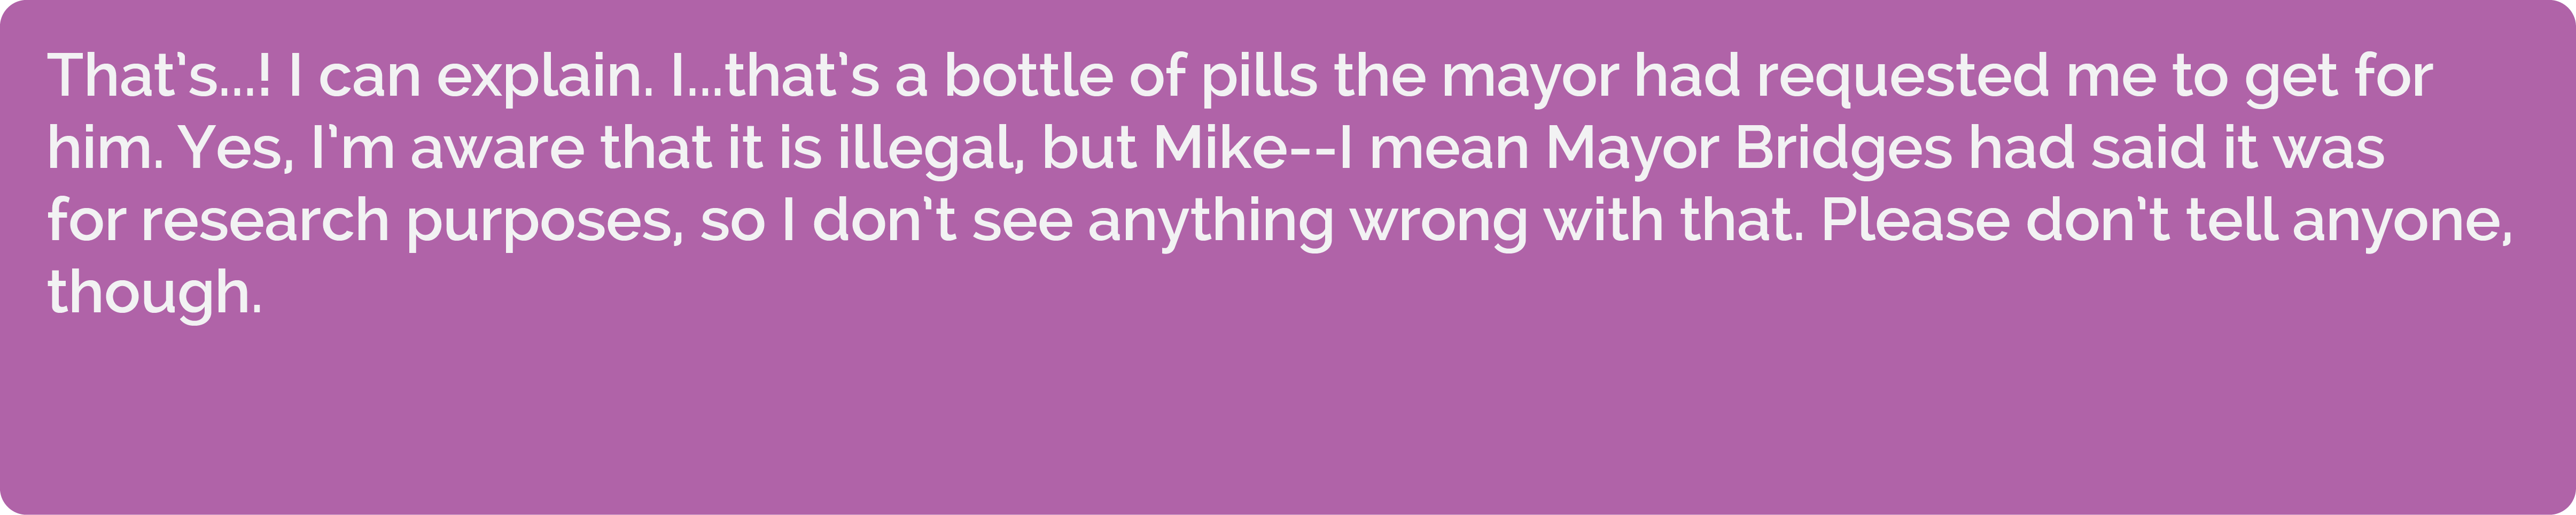 That’s...! I can explain. I...that’s a bottle of pills the mayor had requested me to get for
him. Yes, I’m aware that it is illegal, but Mike--I mean Mayor Bridges had said it was
for research purposes, so I don’t see anything wrong with that. Please don’t tell anyone,
though.